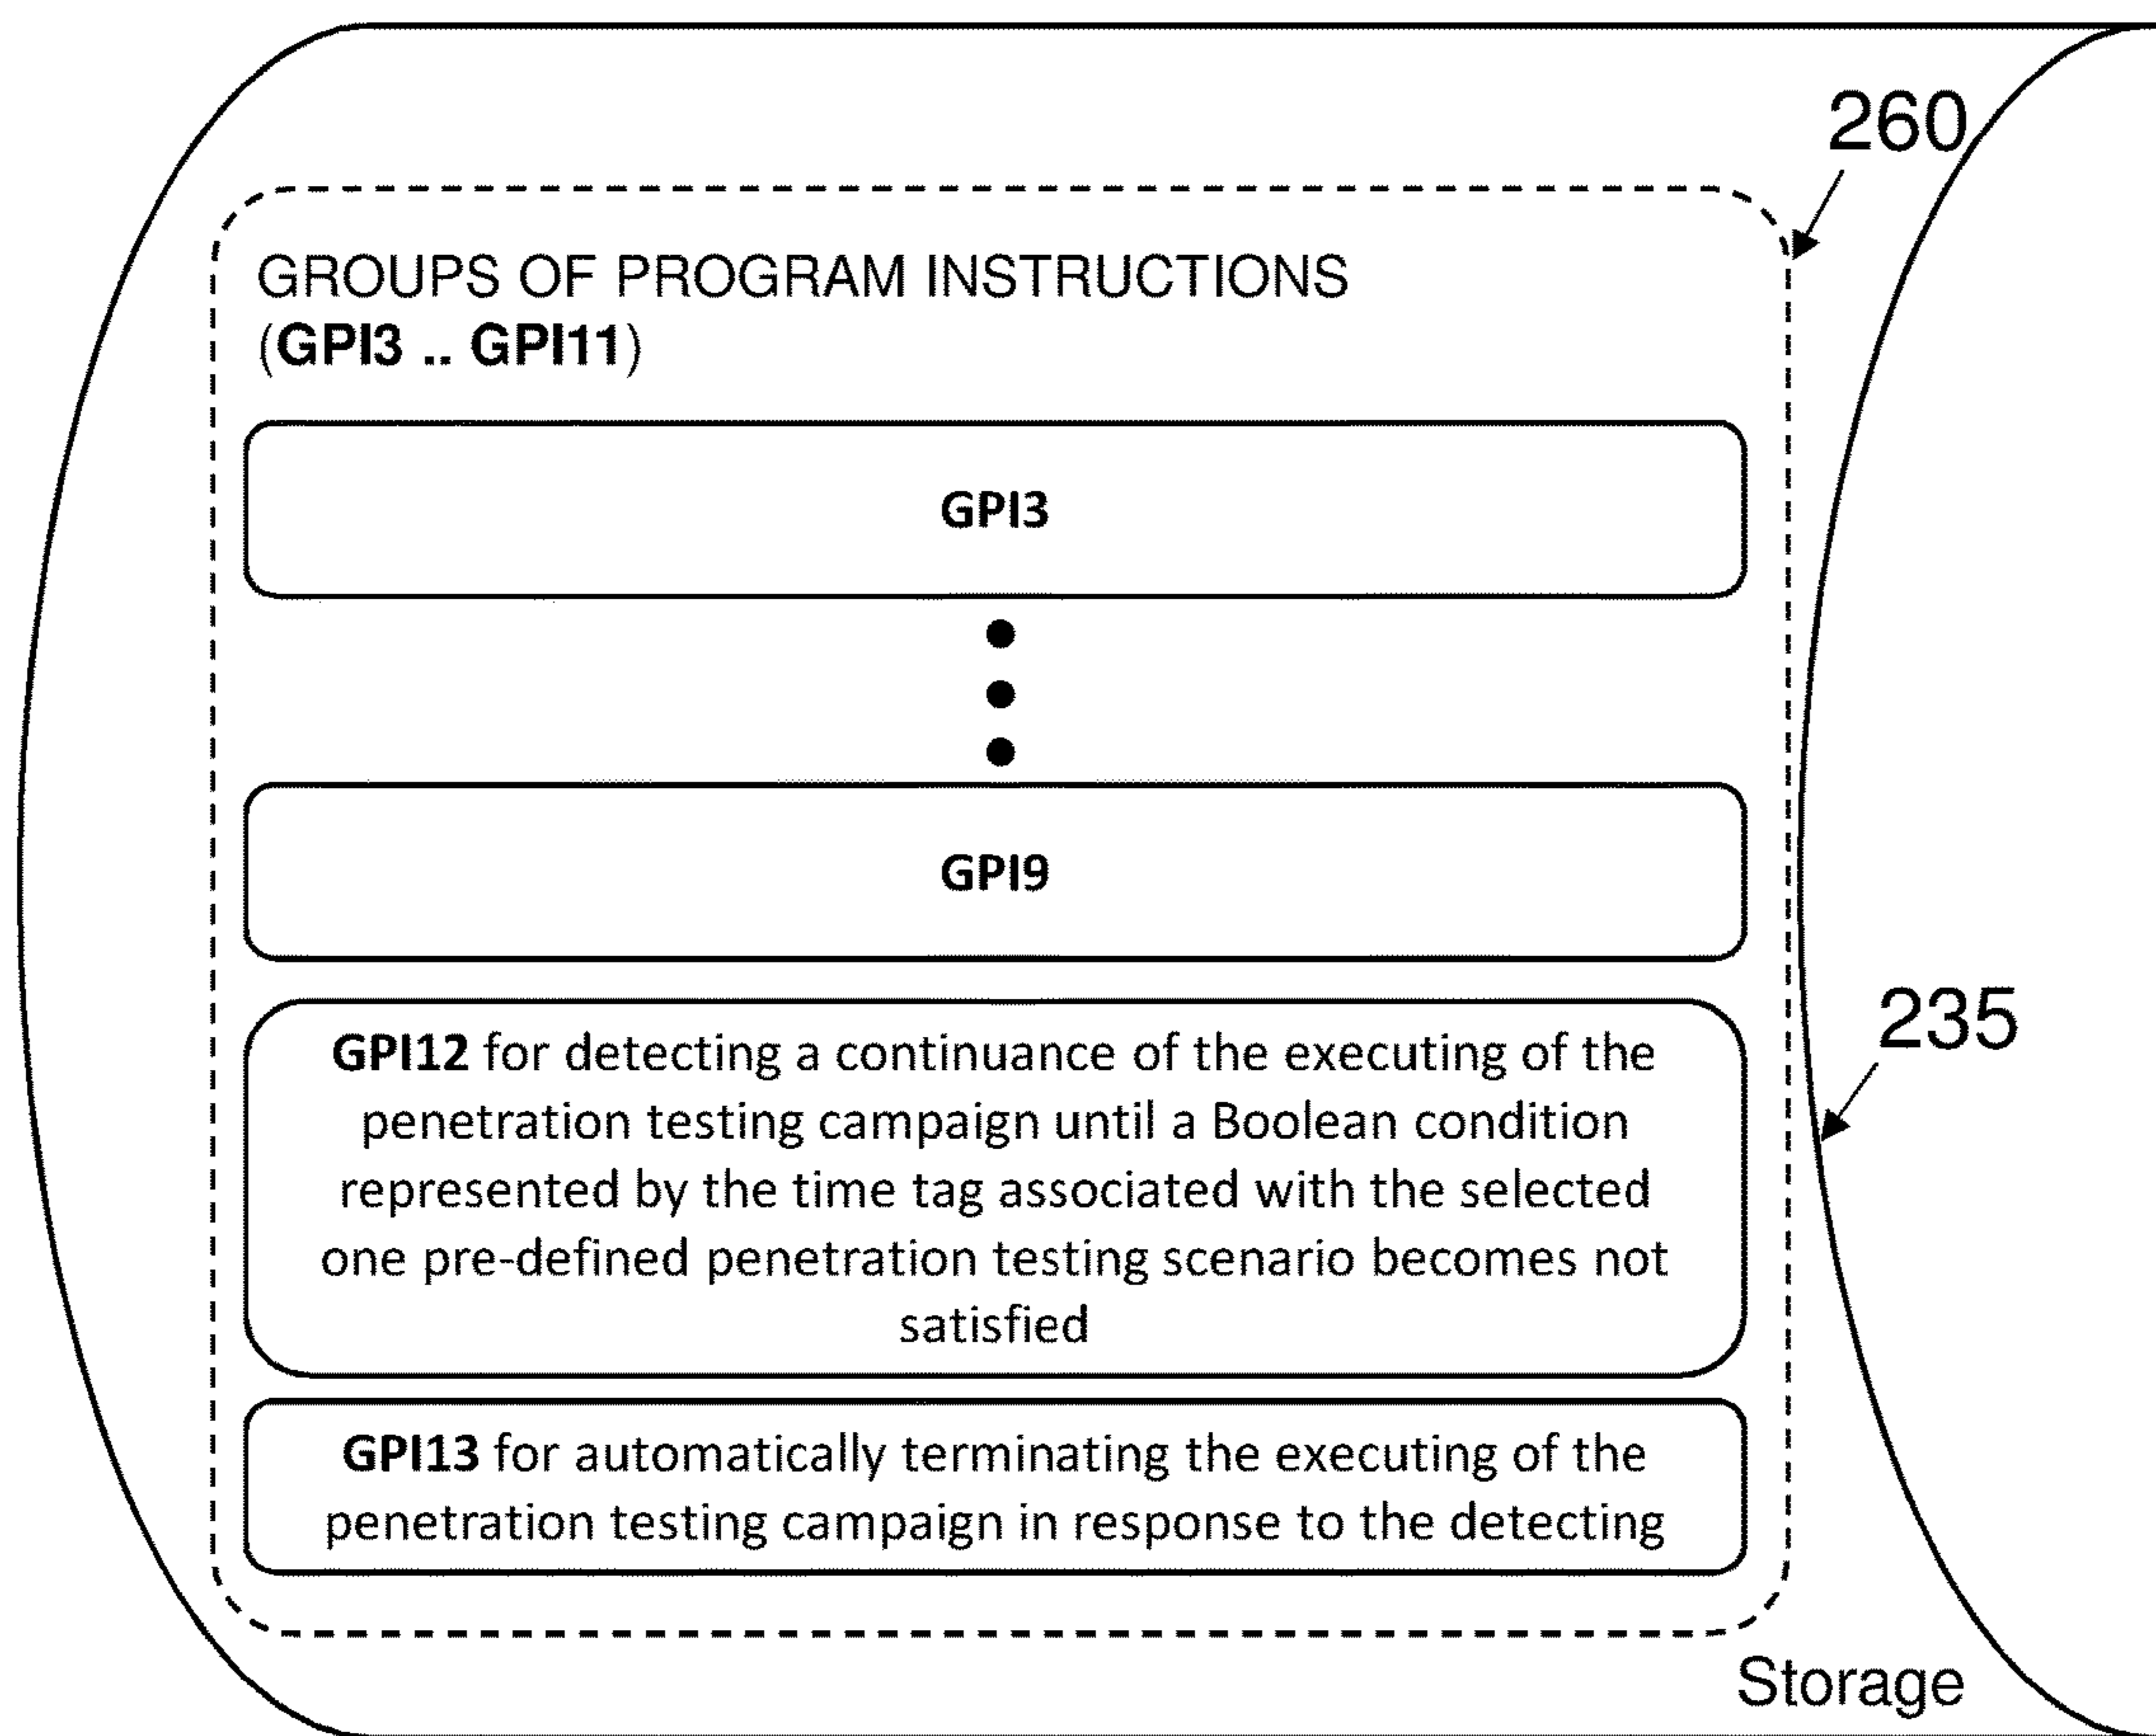 260
GROUPS OF PROGRAM INSTRUCTIONS
(GPI3 .. GPI11)
GPI3
GPI9
GPI12 for detecting a continuance of the executing of the
penetration testing campaign until a Boolean condition
represented by the time tag associated with the selected
one pre-defined penetration testing scenario becomes not
satisfied
235
GPI13 for automatically terminating the executing of the
penetration testing campaign in response to the detecting
Storage